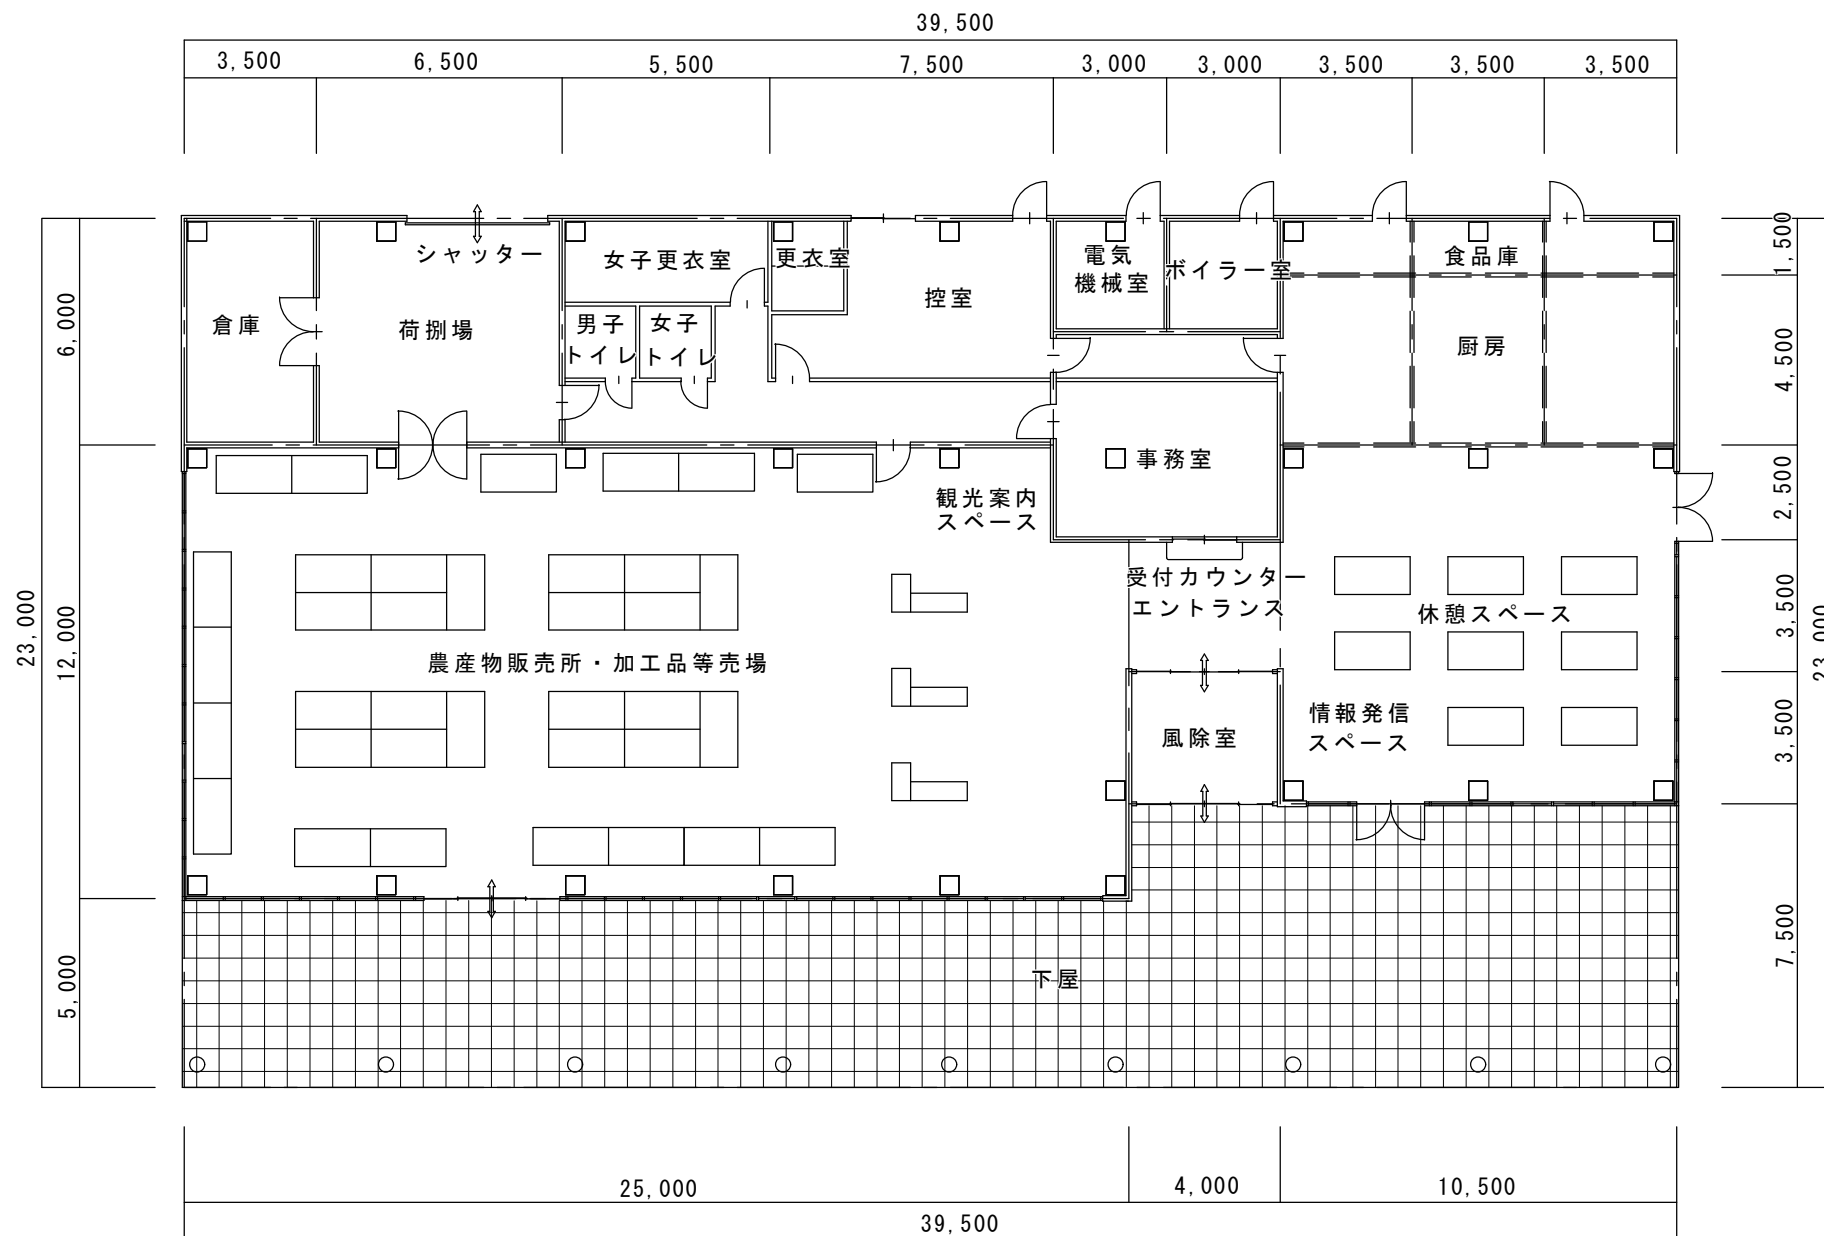 39,500
3,500
6,500
5,500
7,500
3,000
3,000
3,500
3,500
3,500
シャッター
女子更衣室
更衣室
電気
機械室
ボイラー室
食品庫
倉庫
荷捌場
男子
トイレ
女子
トイレ
控室
厨房
事務室
観光案内
スペース
受付カウンター
エントランス
休憩スペース
農産物販売所・加工品等売場
風除室
情報発信
スペース
下屋
6,000
12,000
5,000
23,000
1,500
4,500
2,500
3,500
3,500
7,500
23,000
25,000
4,000
10,500
39,500